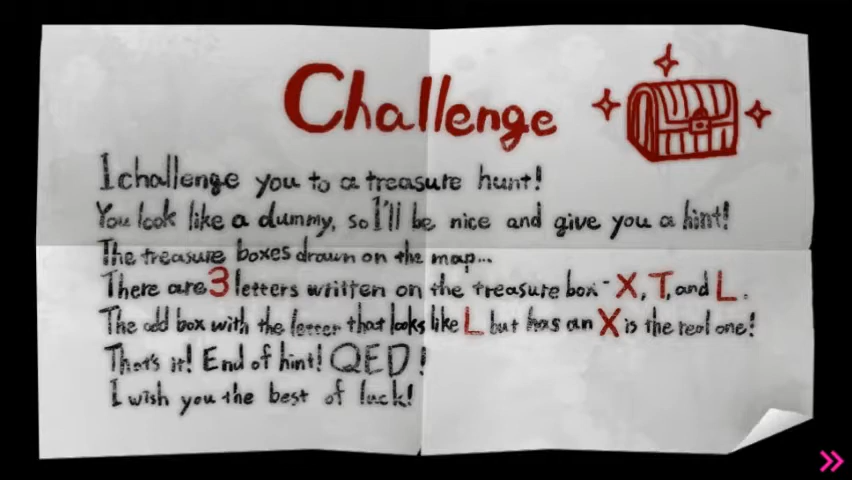 Challenge
I challenge you to a treasure hunt!
You look like a dummy, so I'll be nice and give you a hint!
The treasure boxes drawn on the map...
There are 3 letters written on the treasure box - X, T, and L.
The odd box with the letter that looks like L but has an X is the real one!
That's it! End of hint! QED!
I wish you the best of luck!